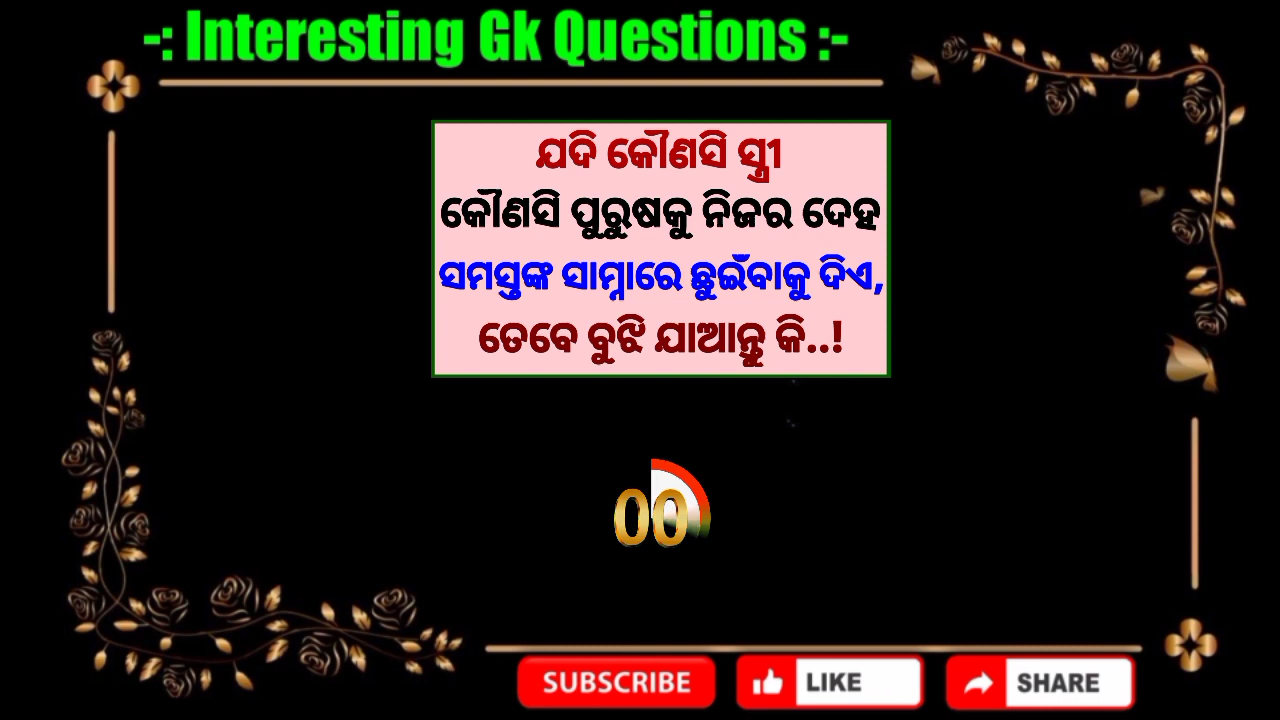 -: Interesting Gk Questions :-
ଯଦି କୌଣସି ସ୍ତ୍ରୀ
କୌଣସି ପୁରୁଷକୁ ନିଜର ଦେହ
ସମସ୍ତଙ୍କ ସାମ୍ନାରେ ଛୁଇଁବାକୁ ଦିଏ,
ତେବେ ବୁଝି ଯାଆନ୍ତୁ କି..!
00
SUBSCRIBE
LIKE
SHARE